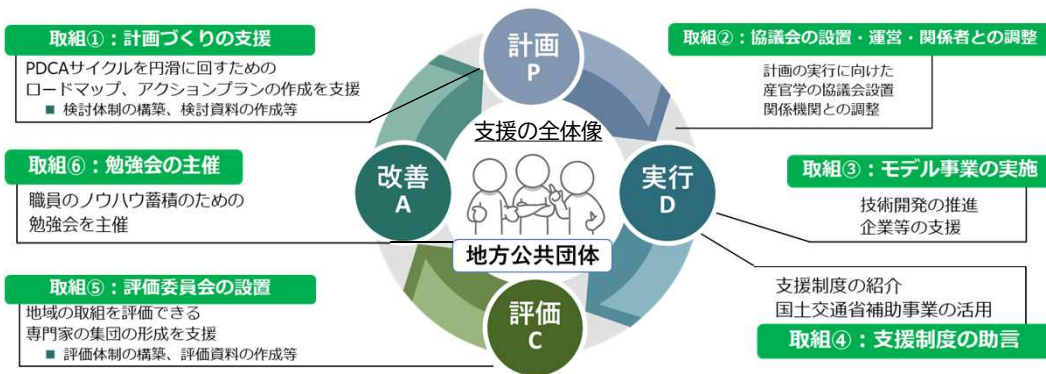 取組①：計画づくりの支援
PDCAサイクルを円滑に回すための
ロードマップ、アクションプランの作成を支援
■ 検討体制の構築、検討資料の作成等
計画
P
取組②：協議会の設置・運営・関係者との調整
計画の実行に向けた
産官学の協議会設置
関係機関との調整
支援の全体像
取組⑥：勉強会の主催
職員のノウハウ蓄積のための
勉強会を主催
改善
A
実行
D
取組③：モデル事業の実施
技術開発の推進
企業等の支援
地方公共団体
取組⑤：評価委員会の設置
地域の取組を評価できる
専門家の集団の形成を支援
■ 評価体制の構築、評価資料の作成等
評価
C
支援制度の紹介
国土交通省補助事業の活用
取組④：支援制度の助言